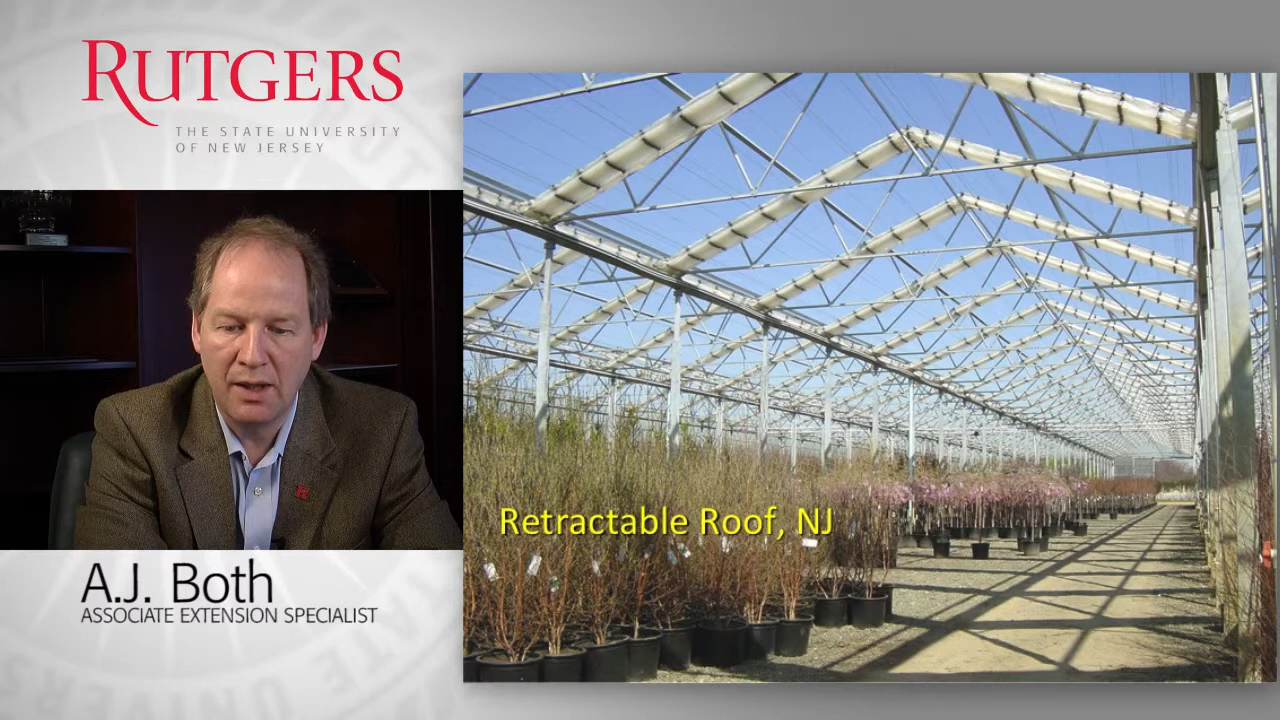 RUTGERS
THE STATE UNIVERSITY
OF NEW JERSEY
A.J. Both
ASSOCIATE EXTENSION SPECIALIST
Retractable Roof, NJ